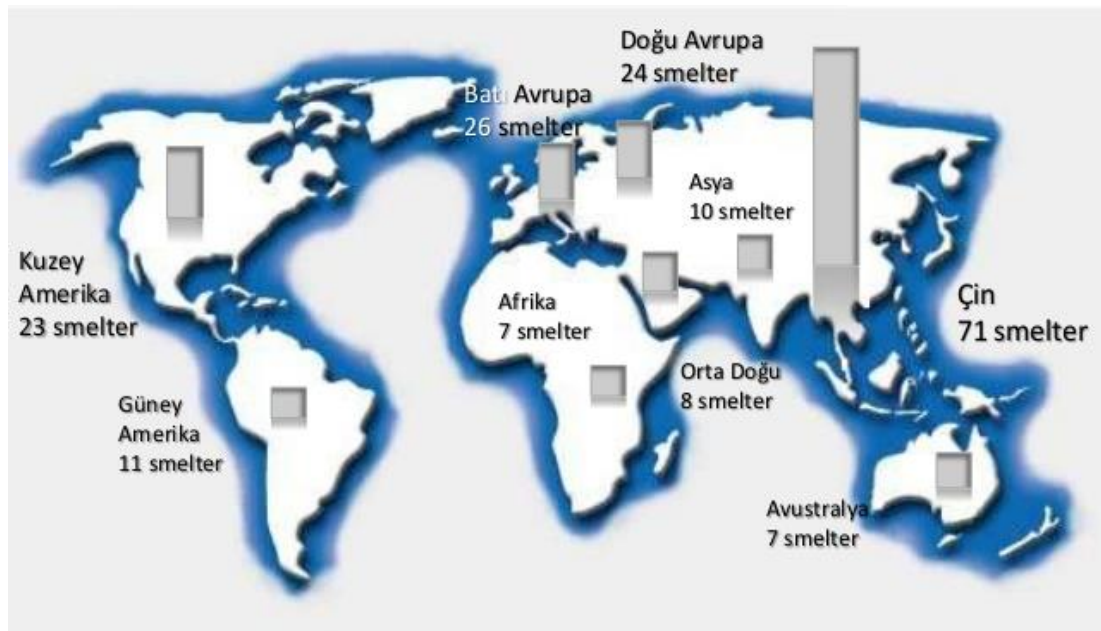 Doğu Avrupa
24 smelter
Batı Avrupa
26 smelter
Asya
10 smelter
Kuzey
Amerika
23 smelter
Afrika
7 smelter
Çin
71 smelter
Orta Doğu
8 smelter
Güney
Amerika
11 smelter
Avustralya
7 smelter